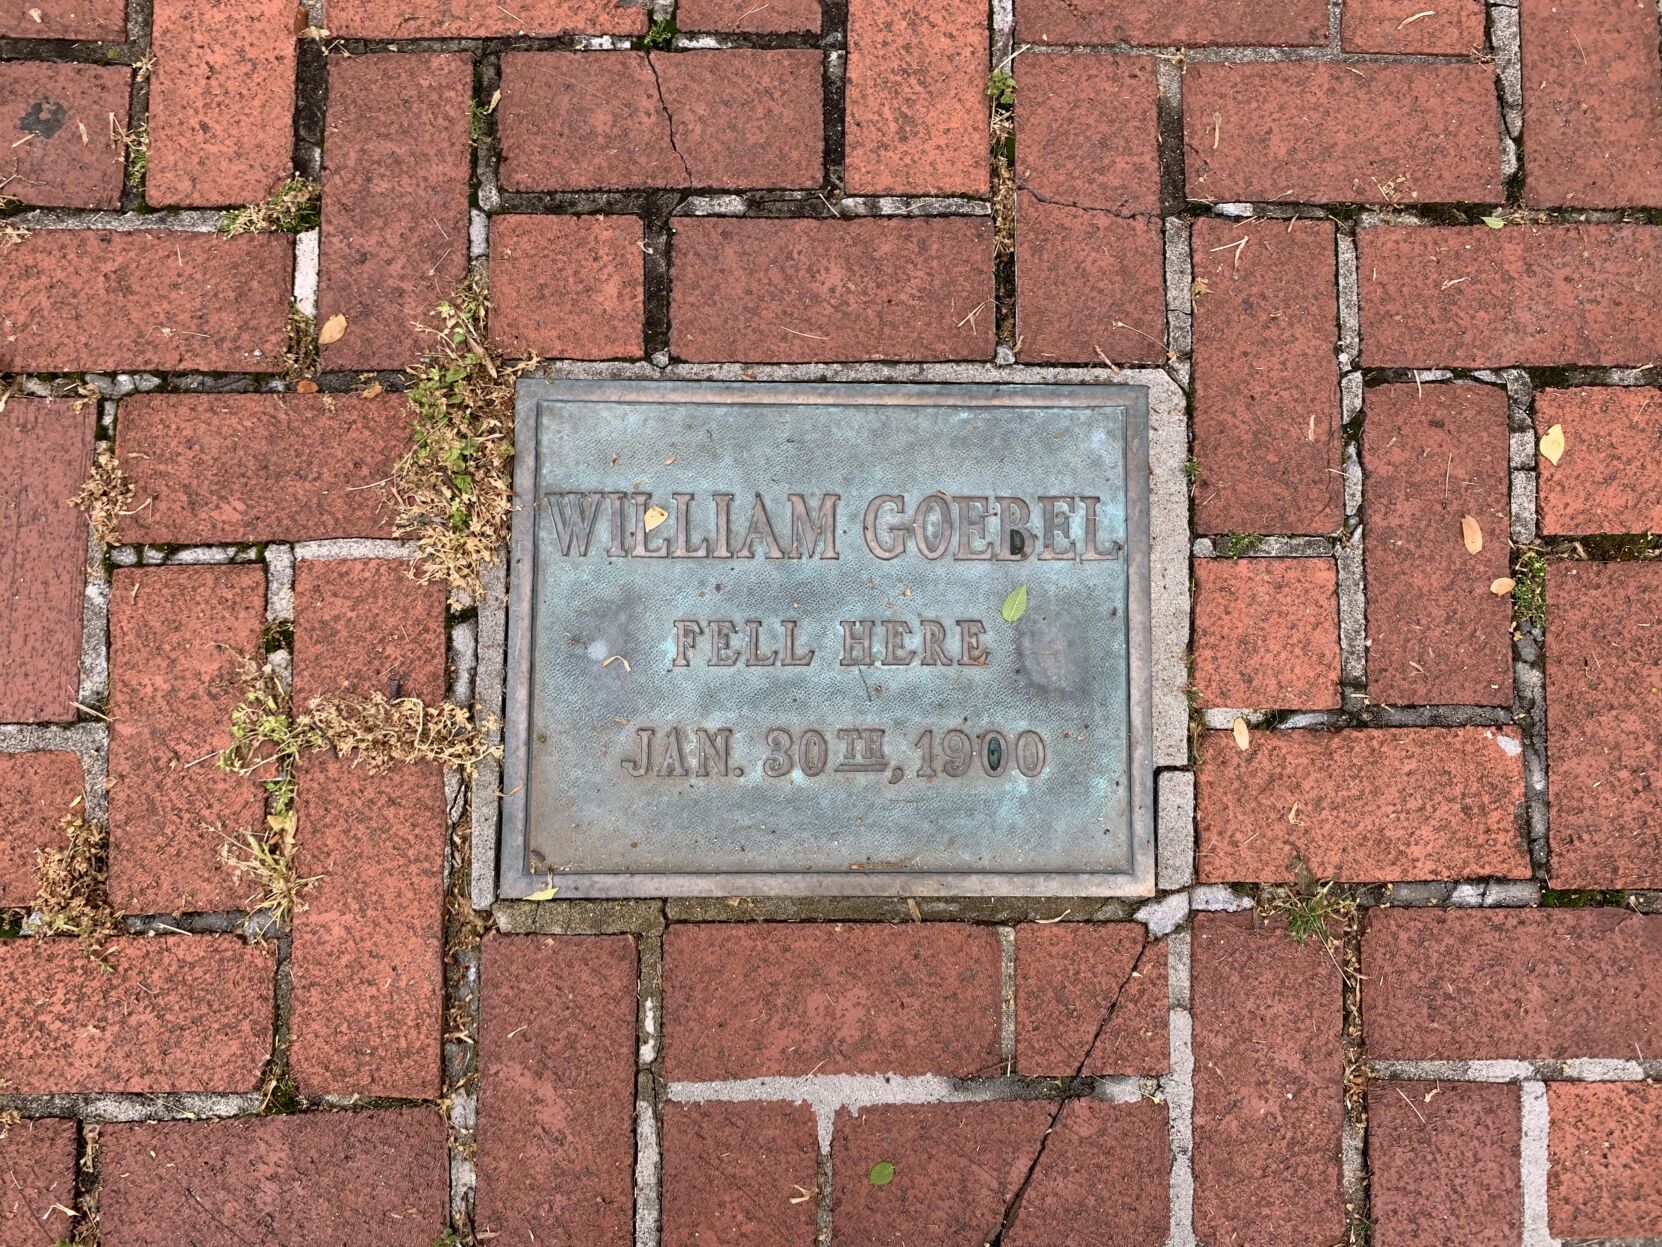 WILLIAM GOEBEL
FELL HERE
JAN. 30TH, 1900